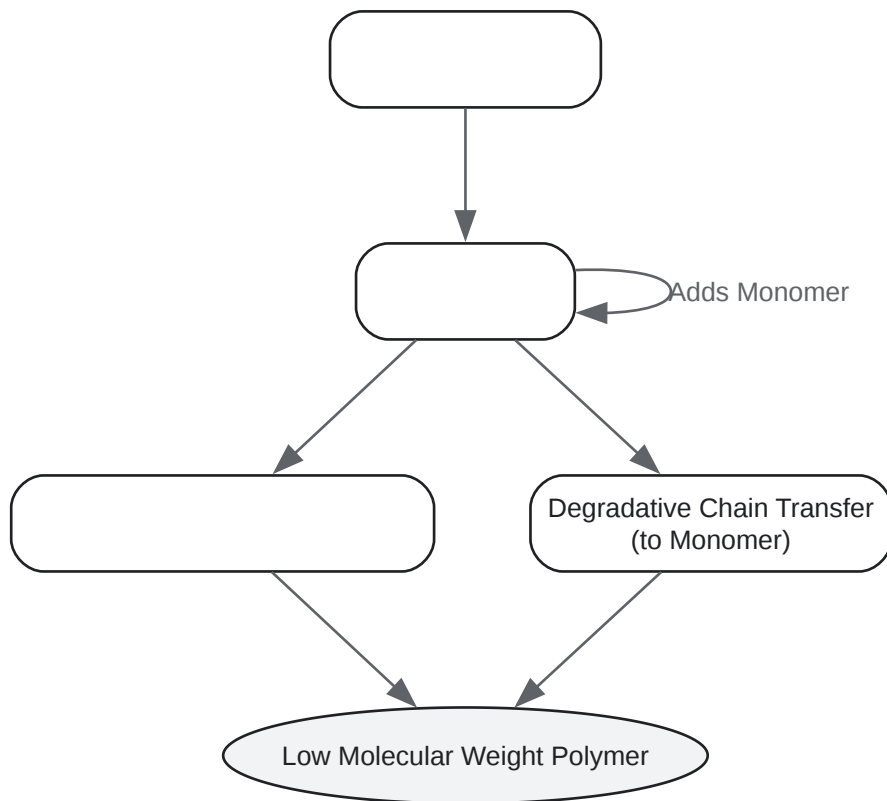 Adds Monomer
Degradative Chain Transfer
(to Monomer)
Low Molecular Weight Polymer